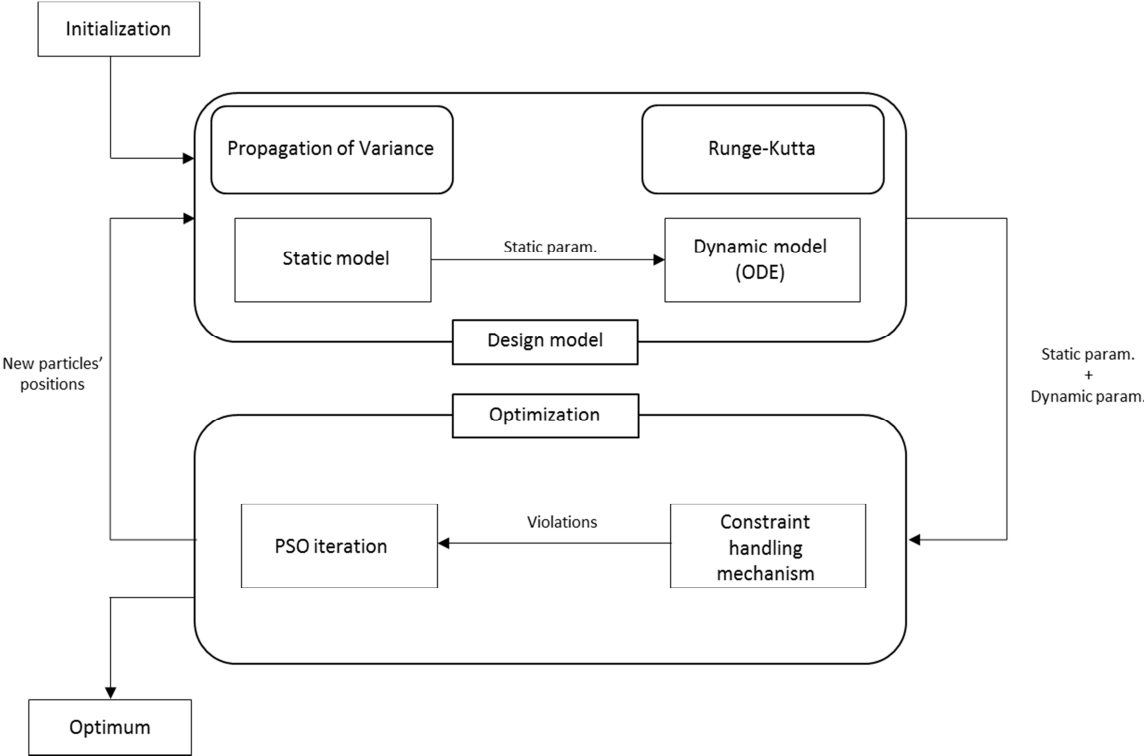 Initialization
Propagation of Variance
Runge-Kutta
Static model
Static param.
Dynamic model
(ODE)
Design model
New particles’
positions
Static param.
+
Dynamic param.
Optimization
PSO iteration
Violations
Constraint
handling
mechanism
Optimum